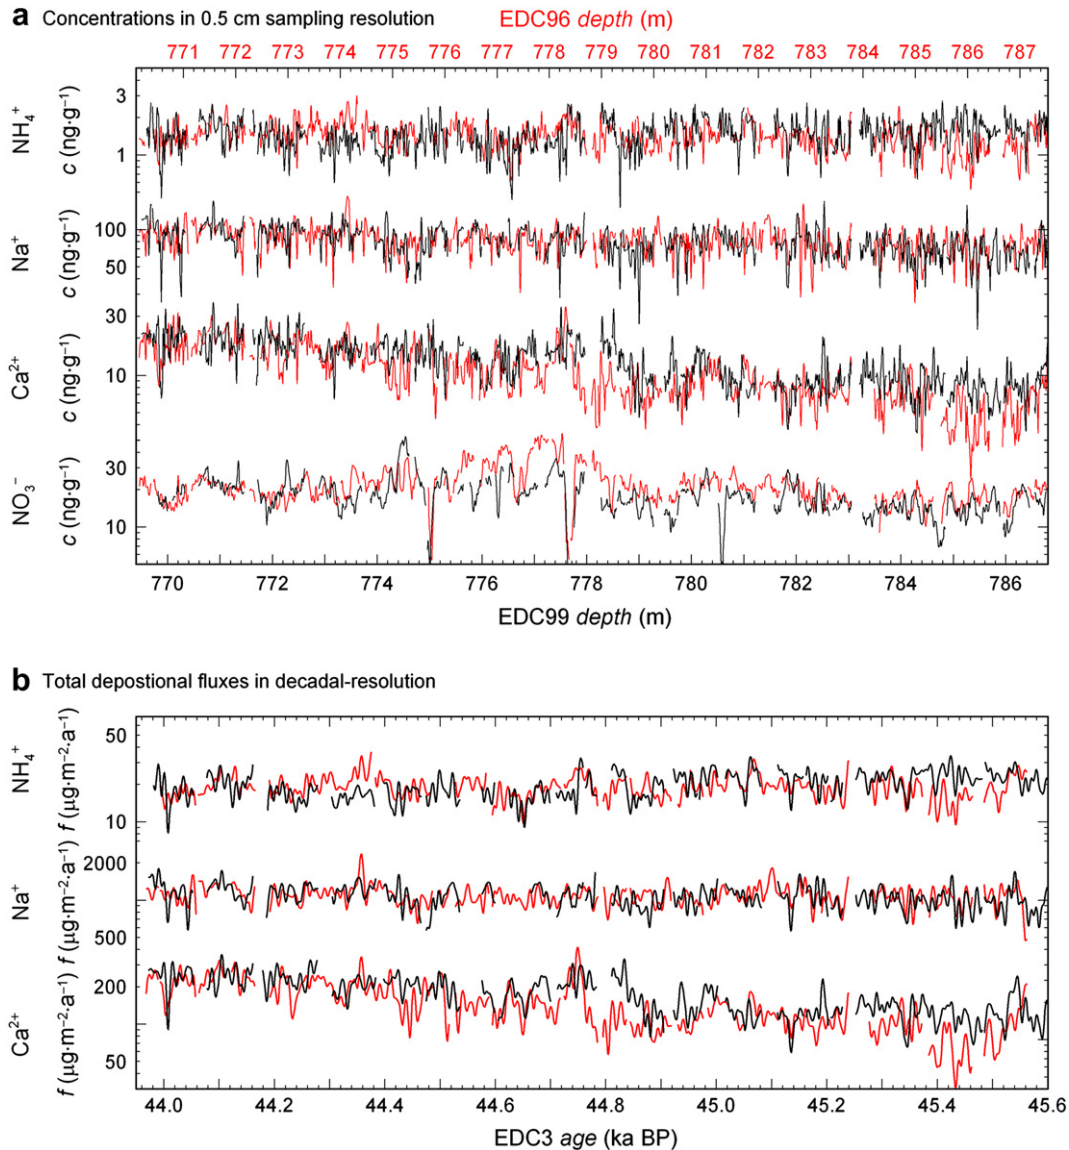 a Concentrations in 0.5 cm sampling resolution
EDC96 depth (m)
771 772 773 774 775 776 777 778 779 780 781 782 783 784 785 786 787
NH₄⁺
c (ng·g⁻¹)
3
1
Na⁺
c (ng·g⁻¹)
100
50
Ca²⁺
c (ng·g⁻¹)
30
10
NO₃⁻
c (ng·g⁻¹)
30
10
770 772 774 776 778 780 782 784 786
EDC99 depth (m)
b Total depostional fluxes in decadal-resolution
NH₄⁺
f (μg·m⁻²·a⁻¹)
50
10
Na⁺
f (μg·m⁻²·a⁻¹)
2000
500
Ca²⁺
f (μg·m⁻²·a⁻¹)
200
50
44.0 44.2 44.4 44.6 44.8 45.0 45.2 45.4 45.6
EDC3 age (ka BP)